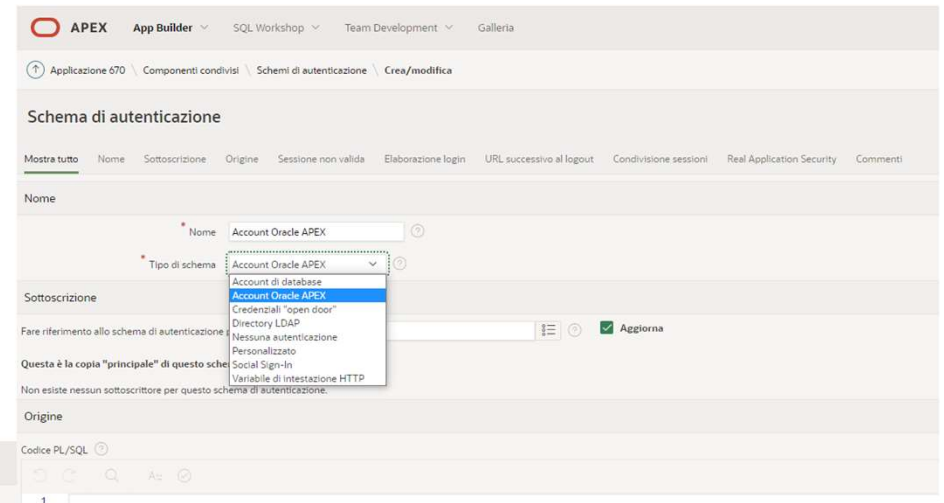 APEX App Builder SQL Workshop Team Development Galleria
Applicazione 670 \ Componenti condivisi \ Schemi di autenticazione \ Crea/modifica
Schema di autenticazione
Mostra tutto Nome Sottoscrizione Origine Sessione non valida Elaborazione login URL successivo al logout Condivisione sessioni Real Application Security Commenti
Nome
* Nome Account Oracle APEX
* Tipo di schema Account Oracle APEX
Account di database
Account Oracle APEX
Credenziali "open door"
Directory LDAP
Nessuna autenticazione
Personalizzato
Social Sign-In
Variabile di intestazione HTTP
Sottoscrizione
Fare riferimento allo schema di autenticazione Aggiorna
Questa è la copia "principale" di questo
Non esiste nessun sottoscrittore per questo schema di autenticazione.
Origine
Codice PL/SQL
1